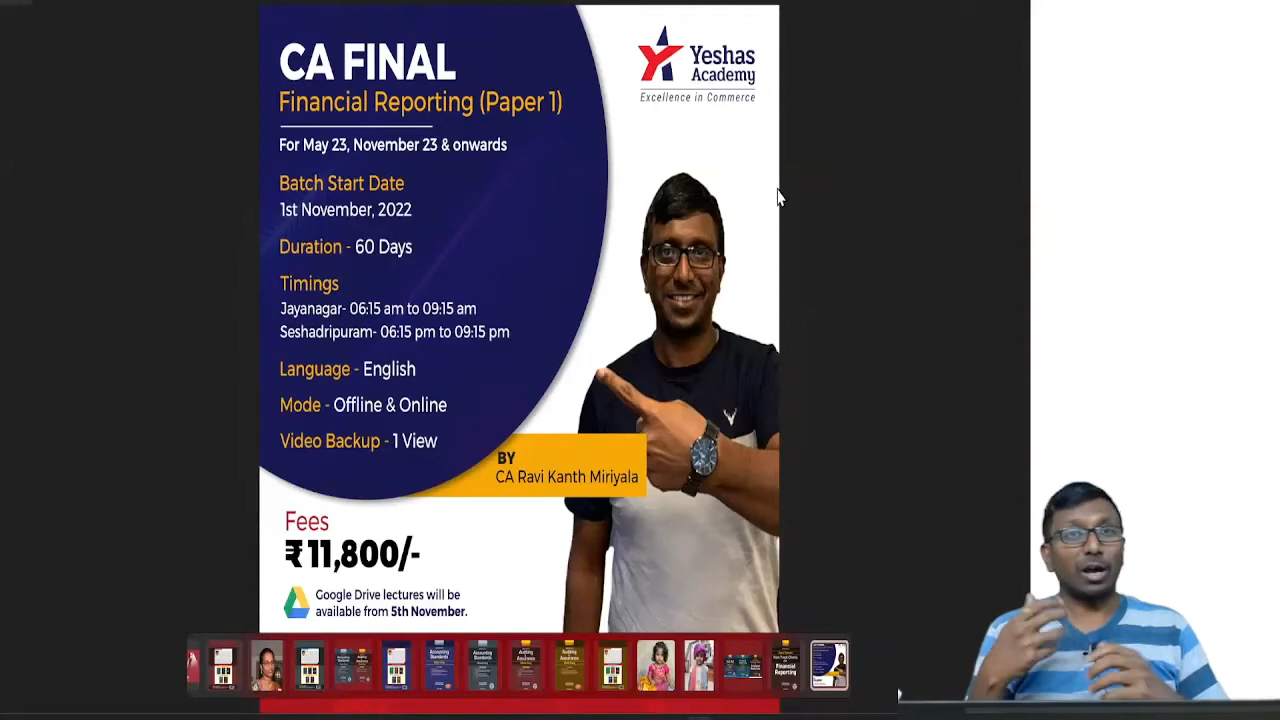 CA FINAL
Financial Reporting (Paper 1)
For May 23, November 23 & onwards
Batch Start Date
1st November, 2022
Duration - 60 Days
Timings
Jayanagar- 06:15 am to 09:15 am
Seshadripuram- 06:15 pm to 09:15 pm
Language - English
Mode - Offline & Online
Video Backup - 1 View
BY
CA Ravi Kanth Miriyala
Fees
₹ 11,800/-
Google Drive lectures will be
available from 5th November.
Yeshas
Academy
Excellence in Commerce